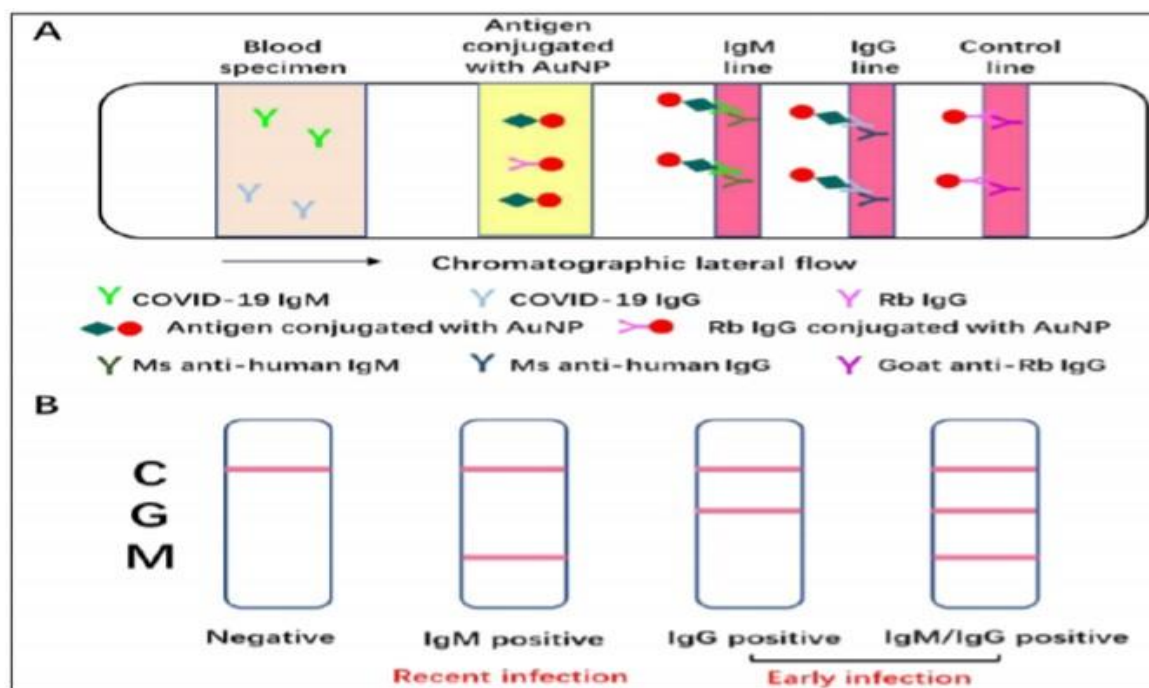 A
Blood specimen
Antigen conjugated with AuNP
IgM line
IgG line
Control line
Chromatographic lateral flow
COVID-19 IgM
COVID-19 IgG
Rb IgG
Antigen conjugated with AuNP
Rb IgG conjugated with AuNP
Ms anti-human IgM
Ms anti-human IgG
Goat anti-Rb IgG
B
C
G
M
Negative
IgM positive
IgG positive
IgM/IgG positive
Recent infection
Early infection